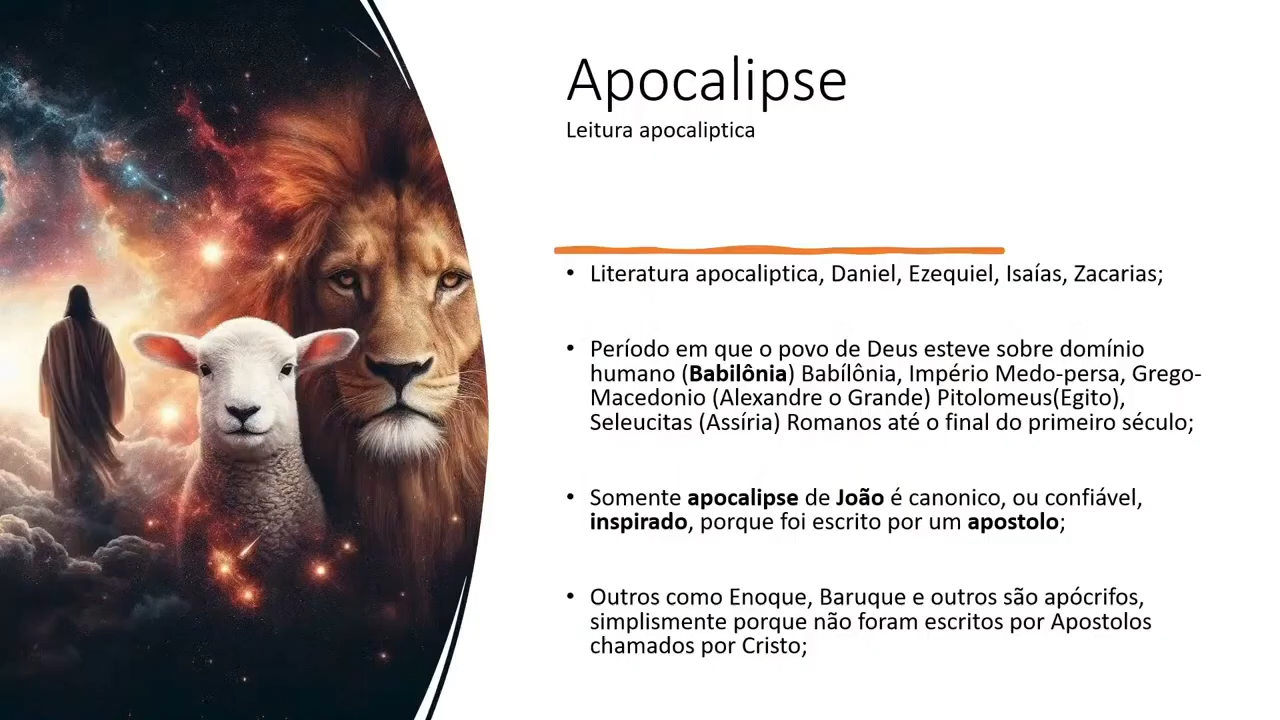 Apocalipse
Leitura apocaliptica
• Literatura apocaliptica, Daniel, Ezequiel, Isaías, Zacarias;
• Período em que o povo de Deus esteve sobre domínio
humano (Babilônia) Babílônia, Império Medo-persa, Grego-
Macedonio (Alexandre o Grande) Pitolomeus(Egito),
Seleucitas (Assíria) Romanos até o final do primeiro século;
• Somente apocalipse de João é canonico, ou confiável,
inspirado, porque foi escrito por um apostolo;
• Outros como Enoque, Baruque e outros são apócrifos,
simplismente porque não foram escritos por Apostolos
chamados por Cristo;